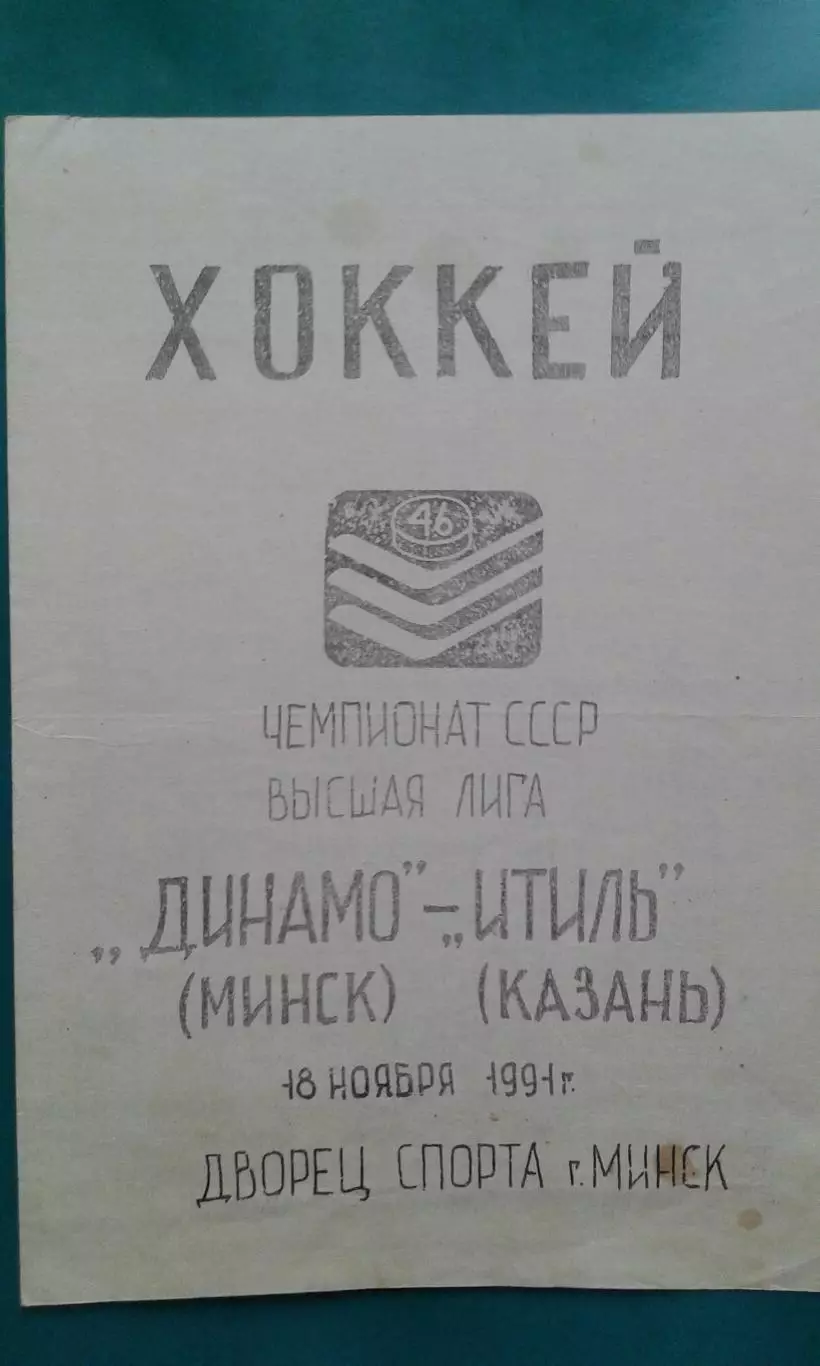 ХОККЕЙ
46
ЧЕМПИОНАТ СССР
ВЫСШАЯ ЛИГА
„ДИНАМО”-„ИТИЛЬ”
(МИНСК) (КАЗАНЬ)
18 НОЯБРЯ 1991г.
ДВОРЕЦ СПОРТА г. МИНСК